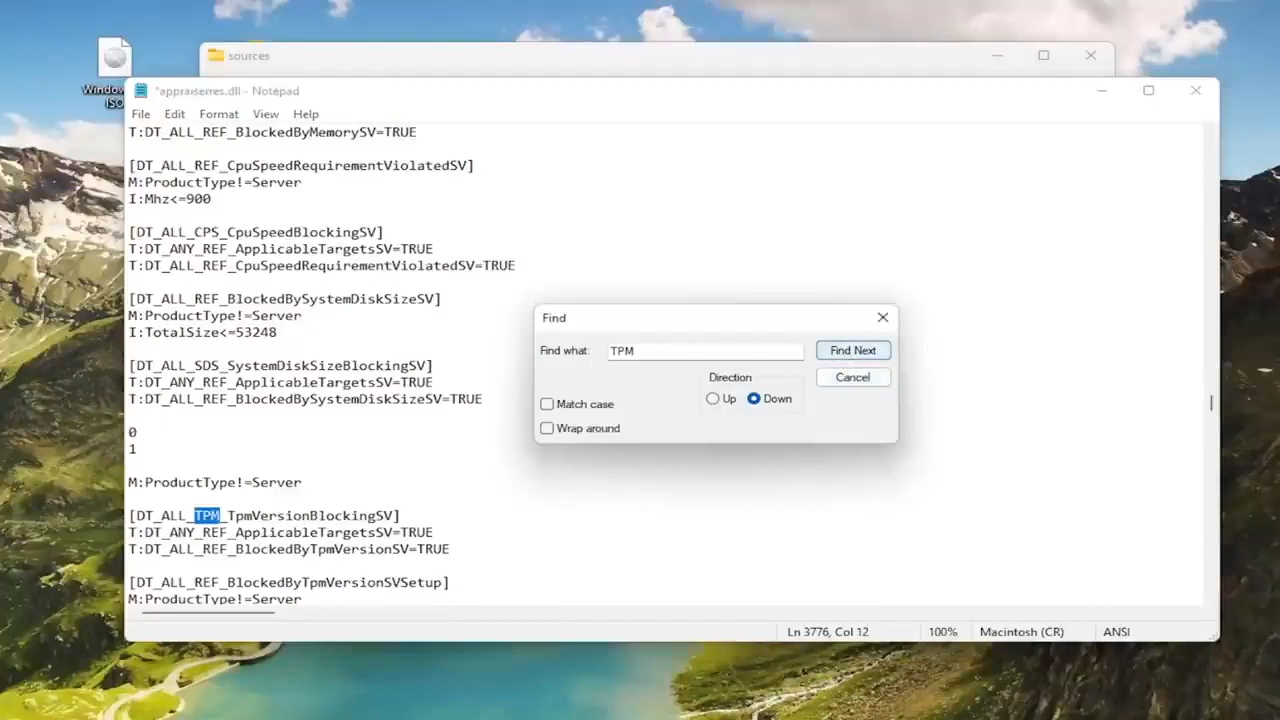 Windows
ISO
sources
*appraiserres.dll - Notepad
File Edit Format View Help
T:DT_ALL_REF_BlockedByMemorySV=TRUE
[DT_ALL_REF_CpuSpeedRequirementViolatedSV]
M:ProductType!=Server
I:Mhz<=900
[DT_ALL_CPS_CpuSpeedBlockingSV]
T:DT_ANY_REF_ApplicableTargetsSV=TRUE
T:DT_ALL_REF_CpuSpeedRequirementViolatedSV=TRUE
[DT_ALL_REF_BlockedBySystemDiskSizeSV]
M:ProductType!=Server
I:TotalSize<=53248
[DT_ALL_SDS_SystemDiskSizeBlockingSV]
T:DT_ANY_REF_ApplicableTargetsSV=TRUE
T:DT_ALL_REF_BlockedBySystemDiskSizeSV=TRUE
0
1
M:ProductType!=Server
[DT_ALL_TPM_TpmVersionBlockingSV]
T:DT_ANY_REF_ApplicableTargetsSV=TRUE
T:DT_ALL_REF_BlockedByTpmVersionSV=TRUE
[DT_ALL_REF_BlockedByTpmVersionSVSetup]
M:ProductType!=Server
Find
Find what: TPM Find Next
Direction Cancel
Up Down
Match case
Wrap around
Ln 3776, Col 12 100% Macintosh (CR) ANSI